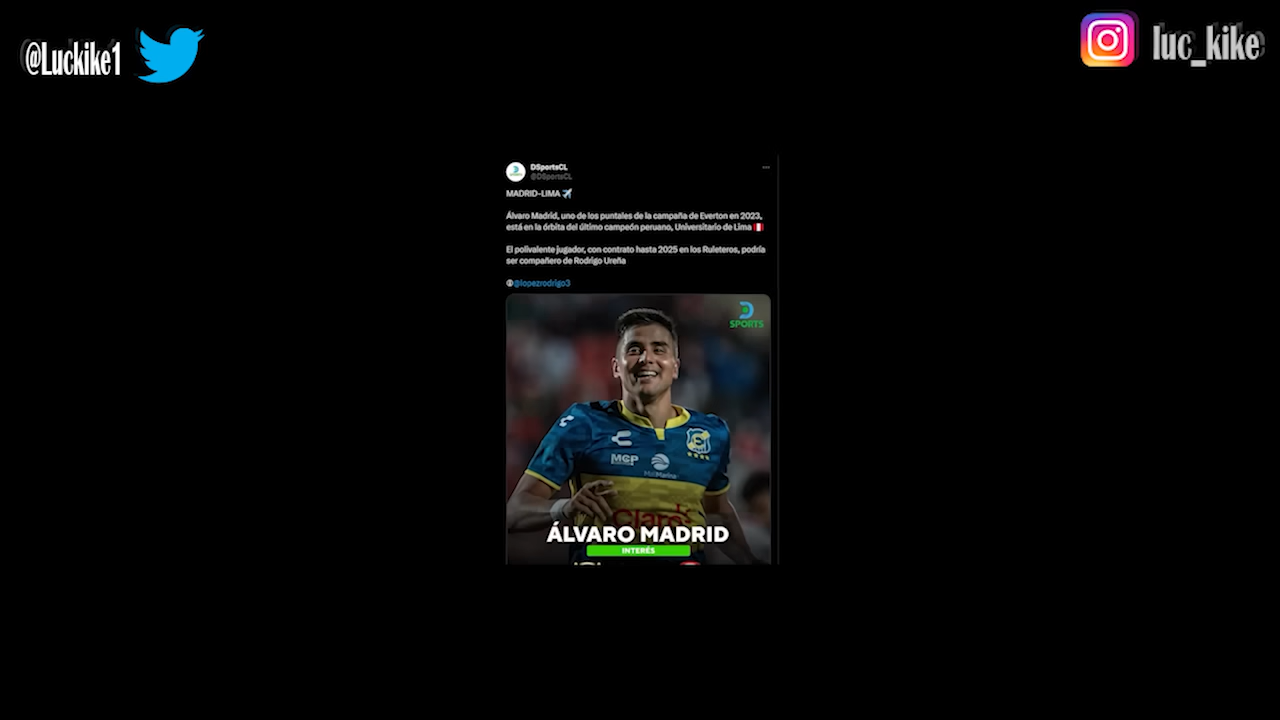 @Luckike1
luc_kike
DSportsCL
@DSportsCL
MADRID-LIMA ✈️
Álvaro Madrid, uno de los puntales de la campaña de Everton en 2023,
está en la órbita del último campeón peruano, Universitario de Lima 🇵🇪
El polivalente jugador, con contrato hasta 2025 en los Ruleteros, podría
ser compañero de Rodrigo Ureña
@lopezrodrigo3
D
SPORTS
MCP
Claro
ÁLVARO MADRID
INTERÉS